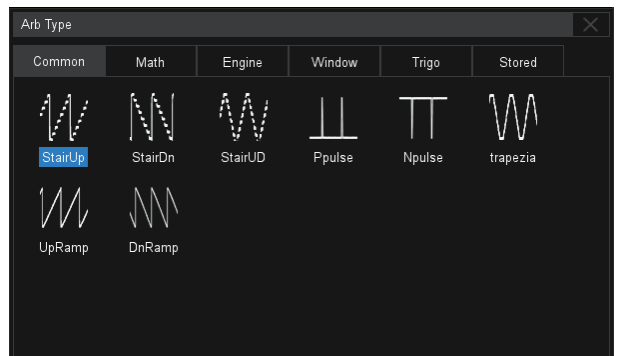 Arb Type
Common Math Engine Window Trigo Stored
StairUp StairDn StairUD Ppulse Npulse trapezia
UpRamp DnRamp